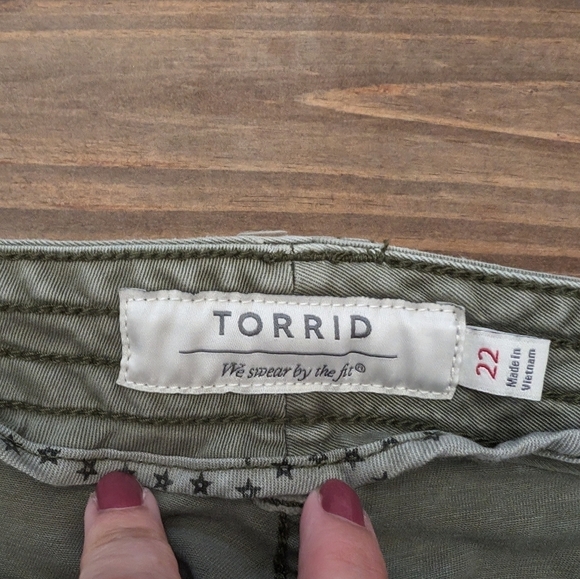 TORRID
We swear by the fit®
22
Made in
Vietnam